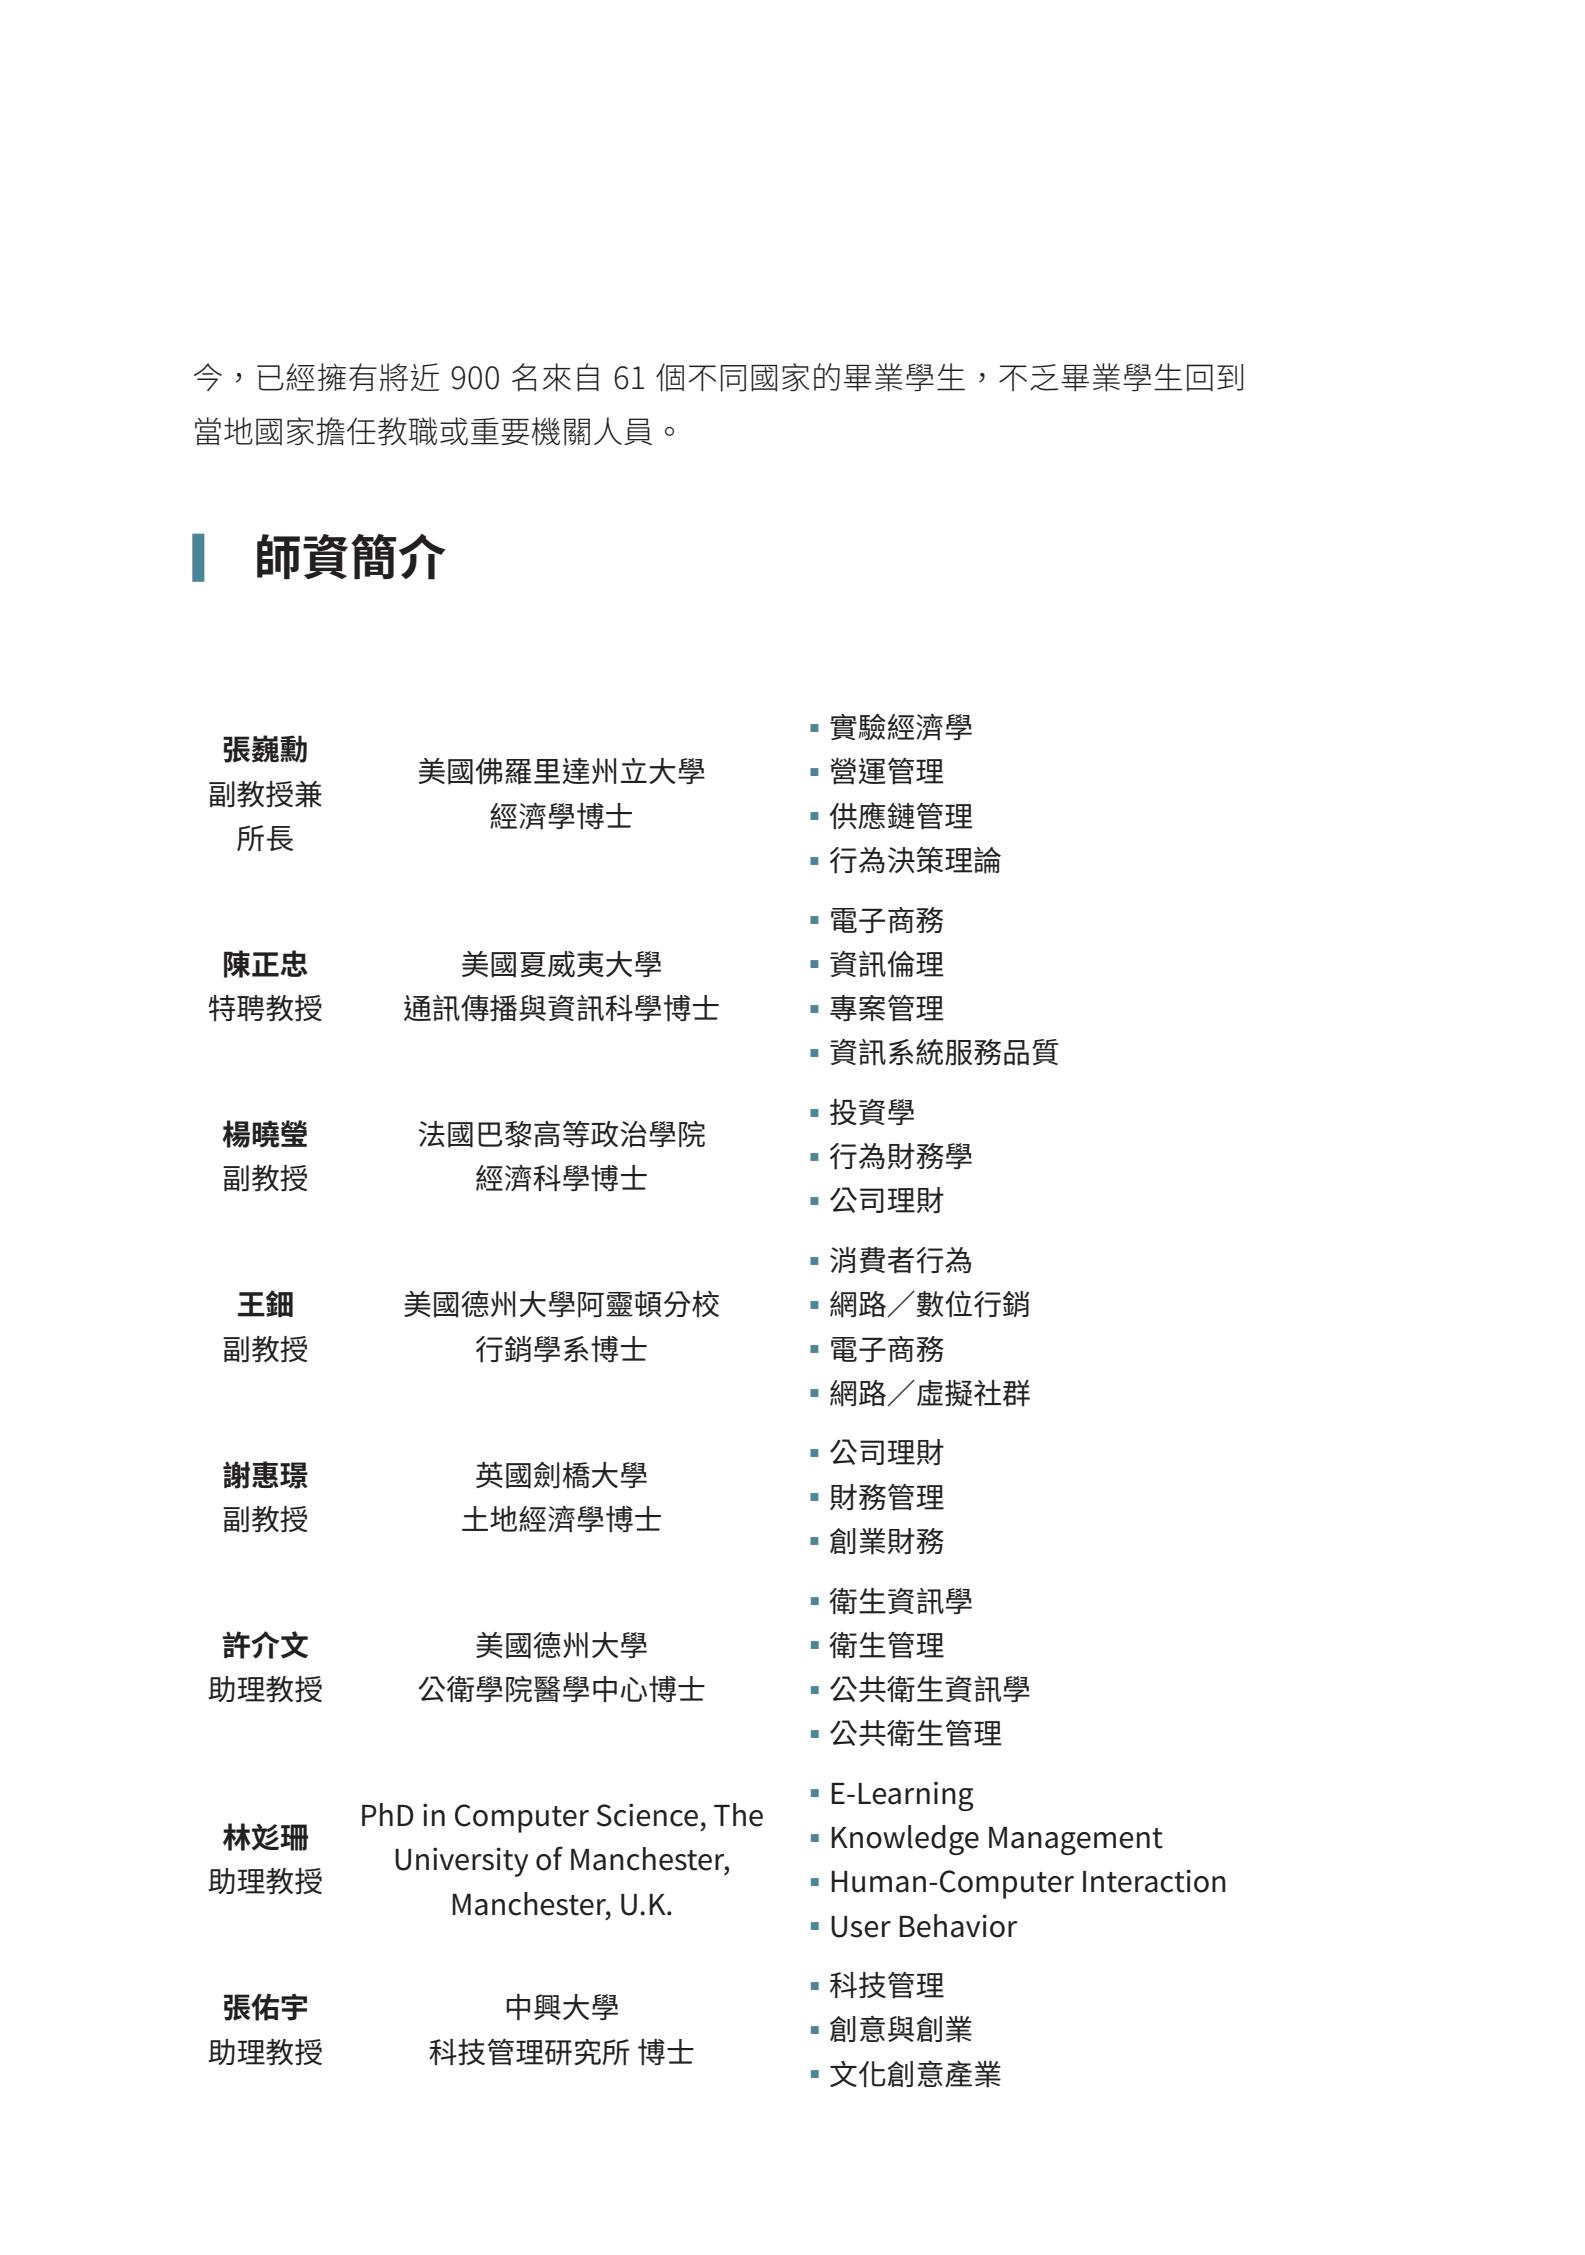 今，已經擁有將近 900 名來自 61 個不同國家的畢業學生，不乏畢業學生回到
當地國家擔任教職或重要機關人員。
師資簡介
張巍勳
副教授兼
所長
美國佛羅里達州立大學
經濟學博士
▪ 實驗經濟學
▪ 營運管理
▪ 供應鏈管理
▪ 行為決策理論
陳正忠
特聘教授
美國夏威夷大學
通訊傳播與資訊科學博士
▪ 電子商務
▪ 資訊倫理
▪ 專案管理
▪ 資訊系統服務品質
楊曉瑩
副教授
法國巴黎高等政治學院
經濟科學博士
▪ 投資學
▪ 行為財務學
▪ 公司理財
王鈿
副教授
美國德州大學阿靈頓分校
行銷學系博士
▪ 消費者行為
▪ 網路／數位行銷
▪ 電子商務
▪ 網路／虛擬社群
謝惠璟
副教授
英國劍橋大學
土地經濟學博士
▪ 公司理財
▪ 財務管理
▪ 創業財務
許介文
助理教授
美國德州大學
公衛學院醫學中心博士
▪ 衛生資訊學
▪ 衛生管理
▪ 公共衛生資訊學
▪ 公共衛生管理
林彣珊
助理教授
PhD in Computer Science, The
University of Manchester,
Manchester, U.K.
▪ E-Learning
▪ Knowledge Management
▪ Human-Computer Interaction
▪ User Behavior
張佑宇
助理教授
中興大學
科技管理研究所 博士
▪ 科技管理
▪ 創意與創業
▪ 文化創意產業